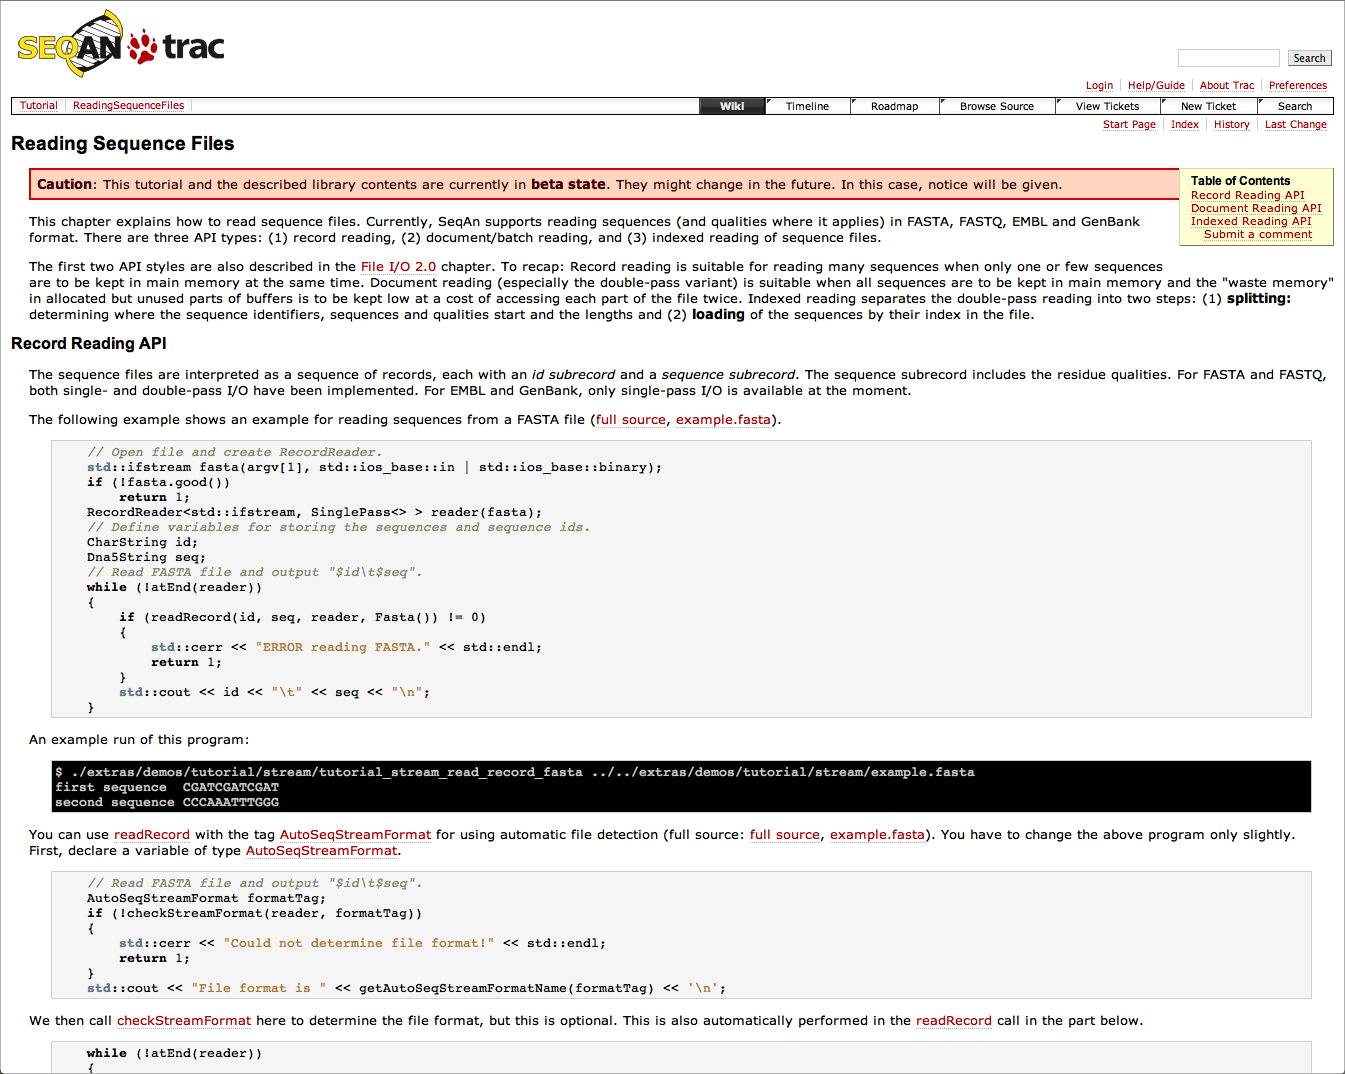 SEQAN trac
Search
Login Help/Guide About Trac Preferences
Tutorial ReadingSequenceFiles Wiki Timeline Roadmap Browse Source View Tickets New Ticket Search
Start Page Index History Last Change
Reading Sequence Files
Caution: This tutorial and the described library contents are currently in beta state. They might change in the future. In this case, notice will be given.
Table of Contents
Record Reading API
Document Reading API
Indexed Reading API
Submit a comment
This chapter explains how to read sequence files. Currently, SeqAn supports reading sequences (and qualities where it applies) in FASTA, FASTQ, EMBL and GenBank
format. There are three API types: (1) record reading, (2) document/batch reading, and (3) indexed reading of sequence files.
The first two API styles are also described in the File I/O 2.0 chapter. To recap: Record reading is suitable for reading many sequences when only one or few sequences
are to be kept in main memory at the same time. Document reading (especially the double-pass variant) is suitable when all sequences are to be kept in main memory and the "waste memory"
in allocated but unused parts of buffers is to be kept low at a cost of accessing each part of the file twice. Indexed reading separates the double-pass reading into two steps: (1) splitting:
determining where the sequence identifiers, sequences and qualities start and the lengths and (2) loading of the sequences by their index in the file.
Record Reading API
The sequence files are interpreted as a sequence of records, each with an id subrecord and a sequence subrecord. The sequence subrecord includes the residue qualities. For FASTA and FASTQ,
both single- and double-pass I/O have been implemented. For EMBL and GenBank, only single-pass I/O is available at the moment.
The following example shows an example for reading sequences from a FASTA file (full source, example.fasta).
// Open file and create RecordReader.
std::ifstream fasta(argv[1], std::ios_base::in | std::ios_base::binary);
if (!fasta.good())
return 1;
RecordReader<std::ifstream, SinglePass<> > reader(fasta);
// Define variables for storing the sequences and sequence ids.
CharString id;
Dna5String seq;
// Read FASTA file and output "$id\t$seq".
while (!atEnd(reader))
{
if (readRecord(id, seq, reader, Fasta()) != 0)
{
std::cerr << "ERROR reading FASTA." << std::endl;
return 1;
}
std::cout << id << "\t" << seq << "\n";
}
An example run of this program:
$ ./extras/demos/tutorial/stream/tutorial_stream_read_record_fasta ../../extras/demos/tutorial/stream/example.fasta
first sequence  CGATCGATCGAT
second sequence CCCAAATTTGGG
You can use readRecord with the tag AutoSeqStreamFormat for using automatic file detection (full source: full source, example.fasta). You have to change the above program only slightly.
First, declare a variable of type AutoSeqStreamFormat.
// Read FASTA file and output "$id\t$seq".
AutoSeqStreamFormat formatTag;
if (!checkStreamFormat(reader, formatTag))
{
std::cerr << "Could not determine file format!" << std::endl;
return 1;
}
std::cout << "File format is " << getAutoSeqStreamFormatName(formatTag) << '\n';
We then call checkStreamFormat here to determine the file format, but this is optional. This is also automatically performed in the readRecord call in the part below.
while (!atEnd(reader))
{